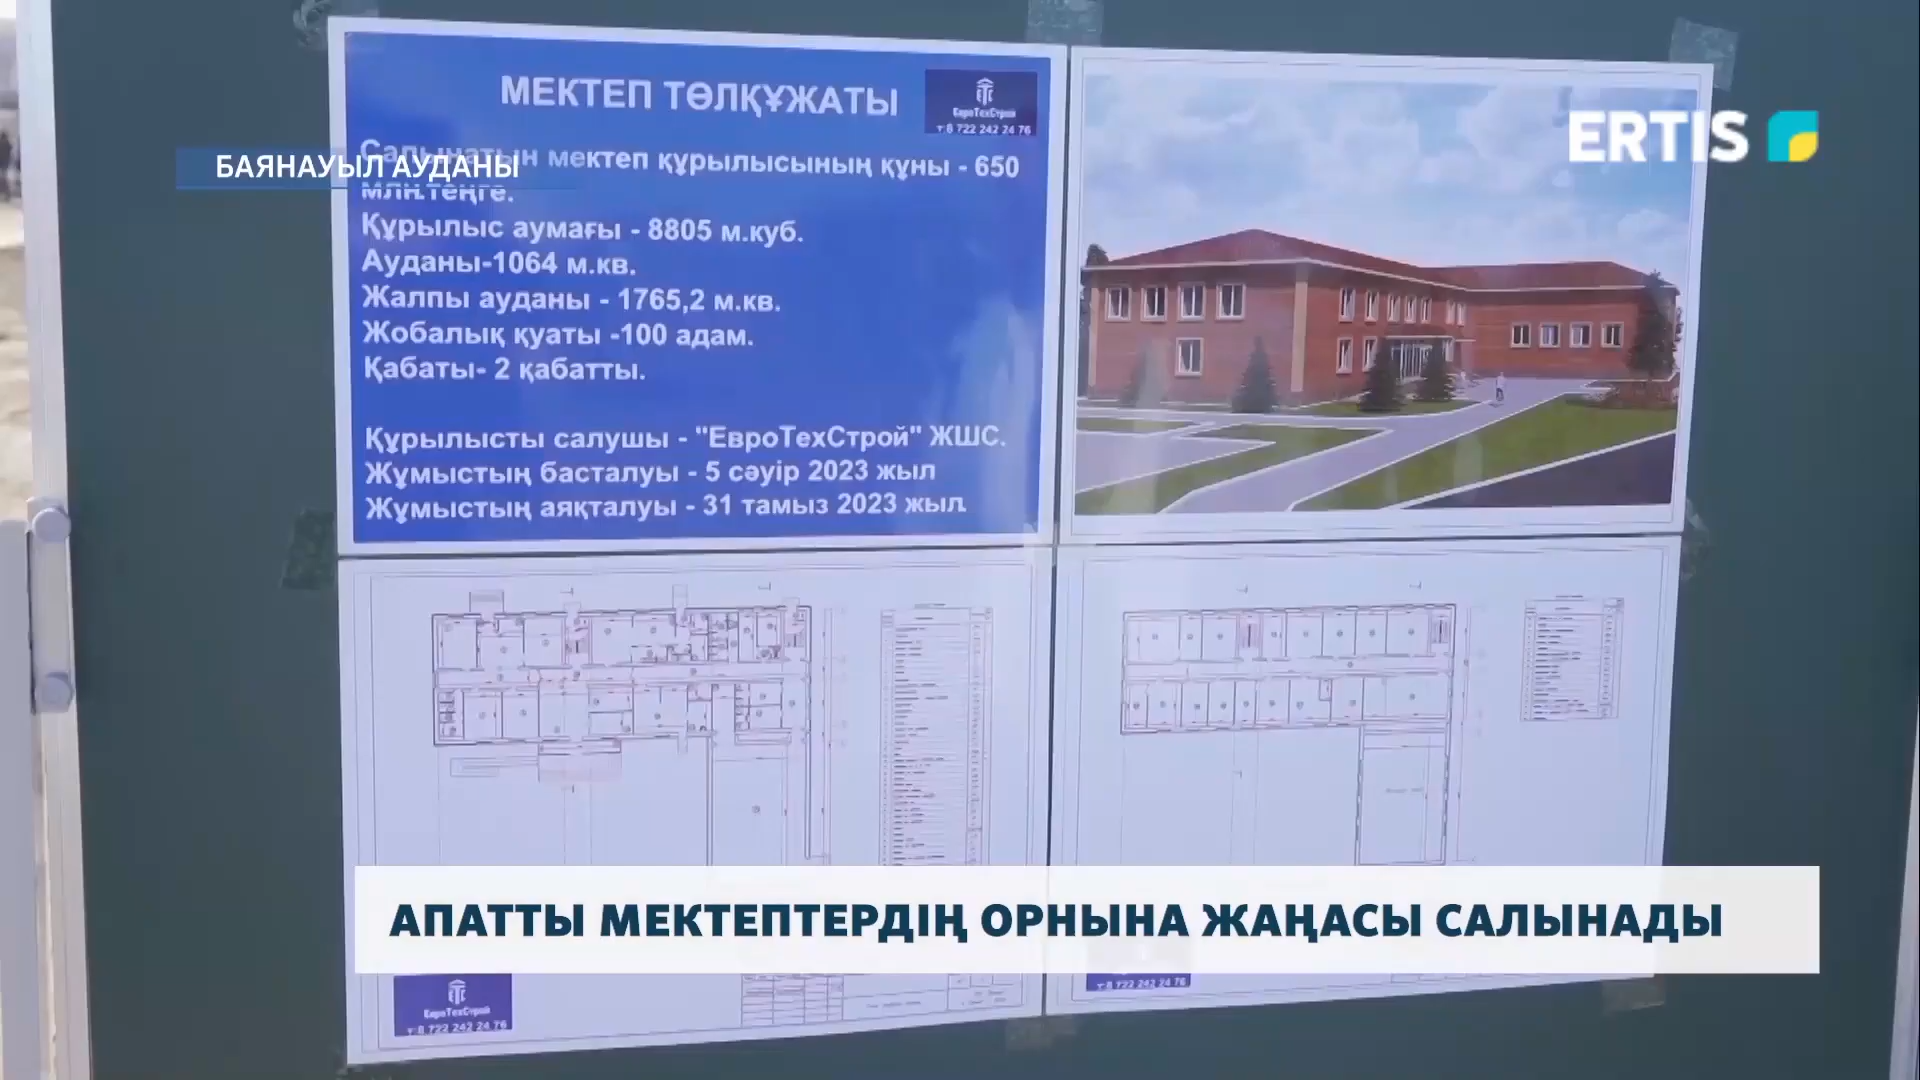 МЕКТЕП ТӨЛҚҰЖАТЫ
ЕвроТехСтрой
т:8 722 242 24 76
ERTIS
БАЯНАУЫЛ АУДАНЫ
Салынатын мектеп құрылысының құны - 650
млн.теңге.
Құрылыс аумағы - 8805 м.куб.
Ауданы-1064 м.кв.
Жалпы ауданы - 1765,2 м.кв.
Жобалық қуаты -100 адам.
Қабаты- 2 қабатты.
Құрылысты салушы - "ЕвроТехСтрой" ЖШС.
Жұмыстың басталуы - 5 сәуір 2023 жыл
Жұмыстың аяқталуы - 31 тамыз 2023 жыл.
АПАТТЫ МЕКТЕПТЕРДІҢ ОРНЫНА ЖАҢАСЫ САЛЫНАДЫ
ЕвроТехСтрой
т:8 722 242 24 76
т:8 722 242 24 76